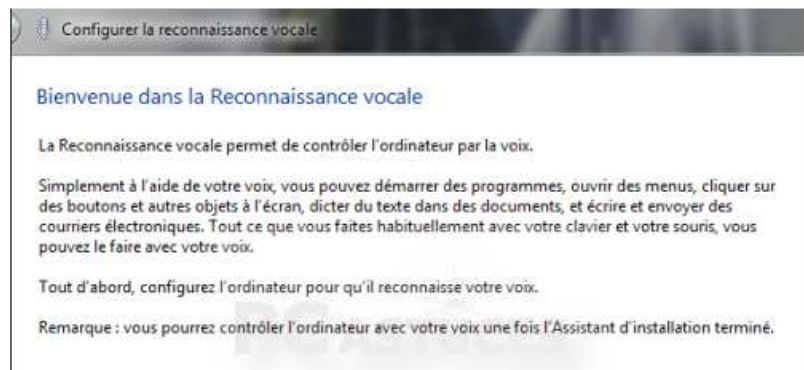 Configurer la reconnaissance vocale
Bienvenue dans la Reconnaissance vocale
La Reconnaissance vocale permet de contrôler l'ordinateur par la voix.
Simplement à l'aide de votre voix, vous pouvez démarrer des programmes, ouvrir des menus, cliquer sur
des boutons et autres objets à l'écran, dicter du texte dans des documents, et écrire et envoyer des
courriers électroniques. Tout ce que vous faites habituellement avec votre clavier et votre souris, vous
pouvez le faire avec votre voix.
Tout d'abord, configurez l'ordinateur pour qu'il reconnaisse votre voix.
Remarque : vous pourrez contrôler l'ordinateur avec votre voix une fois l'Assistant d'installation terminé.
PC ASTUCES